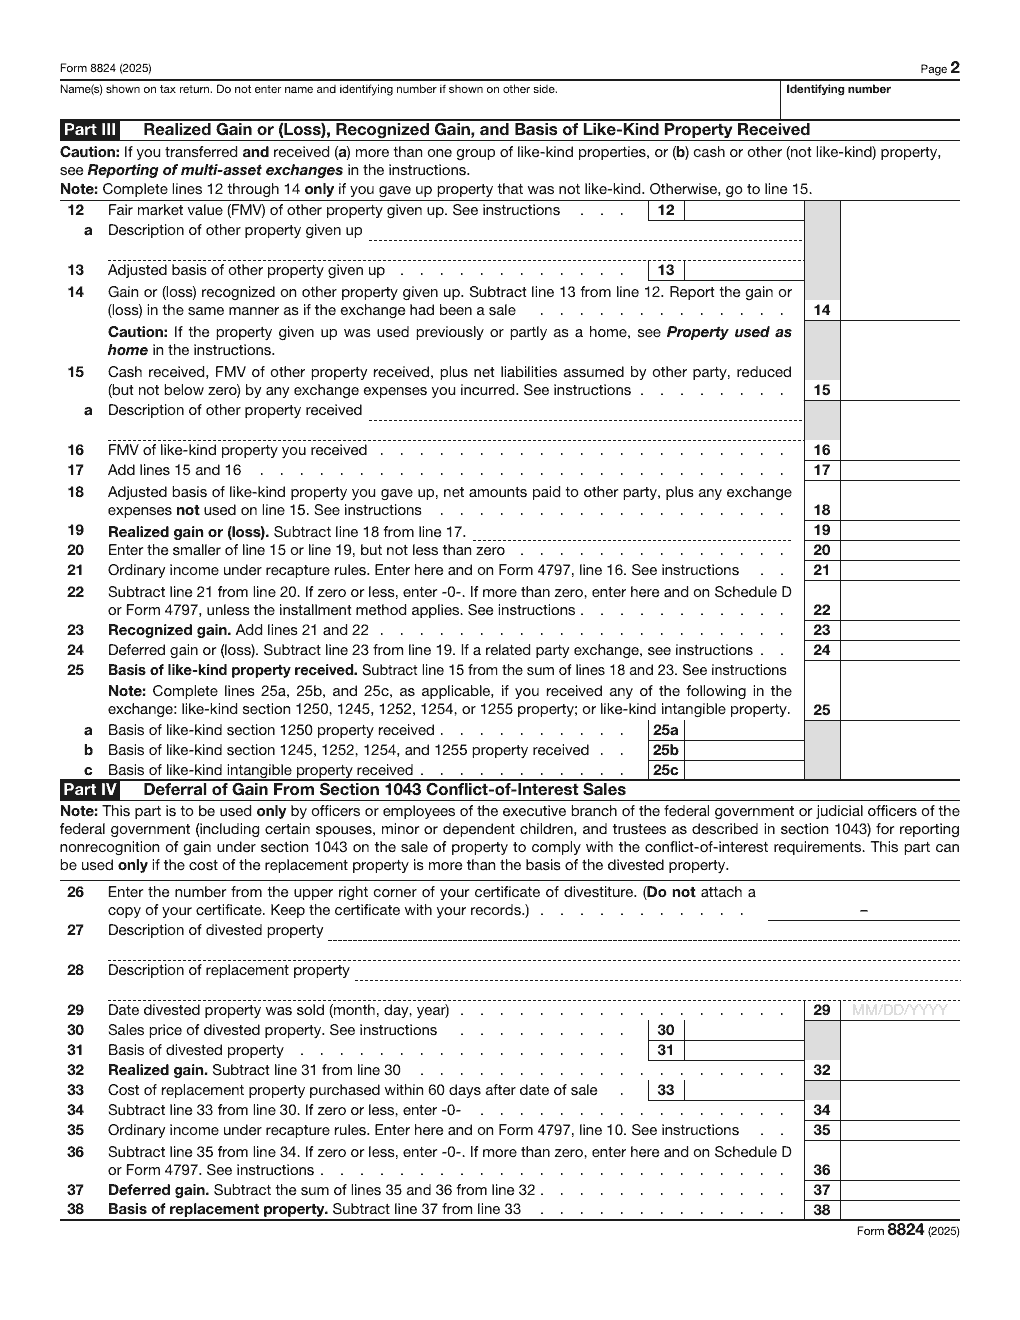 Form 8824 (2025) Page 2
Name(s) shown on tax return. Do not enter name and identifying number if shown on other side. Identifying number
Part III Realized Gain or (Loss), Recognized Gain, and Basis of Like-Kind Property Received
Caution: If you transferred and received (a) more than one group of like-kind properties, or (b) cash or other (not like-kind) property,
see Reporting of multi-asset exchanges in the instructions.
Note: Complete lines 12 through 14 only if you gave up property that was not like-kind. Otherwise, go to line 15.
12 Fair market value (FMV) of other property given up. See instructions . . . 12
a Description of other property given up
13 Adjusted basis of other property given up . . . . . . . . . . . . 13
14 Gain or (loss) recognized on other property given up. Subtract line 13 from line 12. Report the gain or
(loss) in the same manner as if the exchange had been a sale . . . . . . . . . . . . . 14
Caution: If the property given up was used previously or partly as a home, see Property used as
home in the instructions.
15 Cash received, FMV of other property received, plus net liabilities assumed by other party, reduced
(but not below zero) by any exchange expenses you incurred. See instructions . . . . . . . . 15
a Description of other property received
16 FMV of like-kind property you received . . . . . . . . . . . . . . . . . . . . . 16
17 Add lines 15 and 16 . . . . . . . . . . . . . . . . . . . . . . . . . . . 17
18 Adjusted basis of like-kind property you gave up, net amounts paid to other party, plus any exchange
expenses not used on line 15. See instructions . . . . . . . . . . . . . . . . . . 18
19 Realized gain or (loss). Subtract line 18 from line 17. 19
20 Enter the smaller of line 15 or line 19, but not less than zero . . . . . . . . . . . . . . 20
21 Ordinary income under recapture rules. Enter here and on Form 4797, line 16. See instructions . . 21
22 Subtract line 21 from line 20. If zero or less, enter -0-. If more than zero, enter here and on Schedule D
or Form 4797, unless the installment method applies. See instructions . . . . . . . . . . . 22
23 Recognized gain. Add lines 21 and 22 . . . . . . . . . . . . . . . . . . . . . 23
24 Deferred gain or (loss). Subtract line 23 from line 19. If a related party exchange, see instructions . . 24
25 Basis of like-kind property received. Subtract line 15 from the sum of lines 18 and 23. See instructions
Note: Complete lines 25a, 25b, and 25c, as applicable, if you received any of the following in the
exchange: like-kind section 1250, 1245, 1252, 1254, or 1255 property; or like-kind intangible property. 25
a Basis of like-kind section 1250 property received . . . . . . . . . . 25a
b Basis of like-kind section 1245, 1252, 1254, and 1255 property received . . 25b
c Basis of like-kind intangible property received . . . . . . . . . . . 25c
Part IV Deferral of Gain From Section 1043 Conflict-of-Interest Sales
Note: This part is to be used only by officers or employees of the executive branch of the federal government or judicial officers of the
federal government (including certain spouses, minor or dependent children, and trustees as described in section 1043) for reporting
nonrecognition of gain under section 1043 on the sale of property to comply with the conflict-of-interest requirements. This part can
be used only if the cost of the replacement property is more than the basis of the divested property.
26 Enter the number from the upper right corner of your certificate of divestiture. (Do not attach a
copy of your certificate. Keep the certificate with your records.) . . . . . . . . . . . –
27 Description of divested property
28 Description of replacement property
29 Date divested property was sold (month, day, year) . . . . . . . . . . . . . . . . . 29 MM/DD/YYYY
30 Sales price of divested property. See instructions . . . . . . . . . 30
31 Basis of divested property . . . . . . . . . . . . . . . . . 31
32 Realized gain. Subtract line 31 from line 30 . . . . . . . . . . . . . . . . . . . 32
33 Cost of replacement property purchased within 60 days after date of sale . 33
34 Subtract line 33 from line 30. If zero or less, enter -0- . . . . . . . . . . . . . . . . 34
35 Ordinary income under recapture rules. Enter here and on Form 4797, line 10. See instructions . . 35
36 Subtract line 35 from line 34. If zero or less, enter -0-. If more than zero, enter here and on Schedule D
or Form 4797. See instructions . . . . . . . . . . . . . . . . . . . . . . . . 36
37 Deferred gain. Subtract the sum of lines 35 and 36 from line 32 . . . . . . . . . . . . . 37
38 Basis of replacement property. Subtract line 37 from line 33 . . . . . . . . . . . . . 38
Form 8824 (2025)